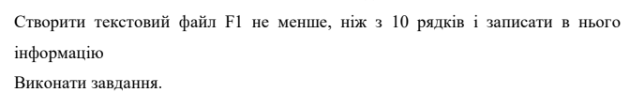 Створити текстовий файл F1 не менше, ніж з 10 рядків і записати в нього
інформацію
Виконати завдання.